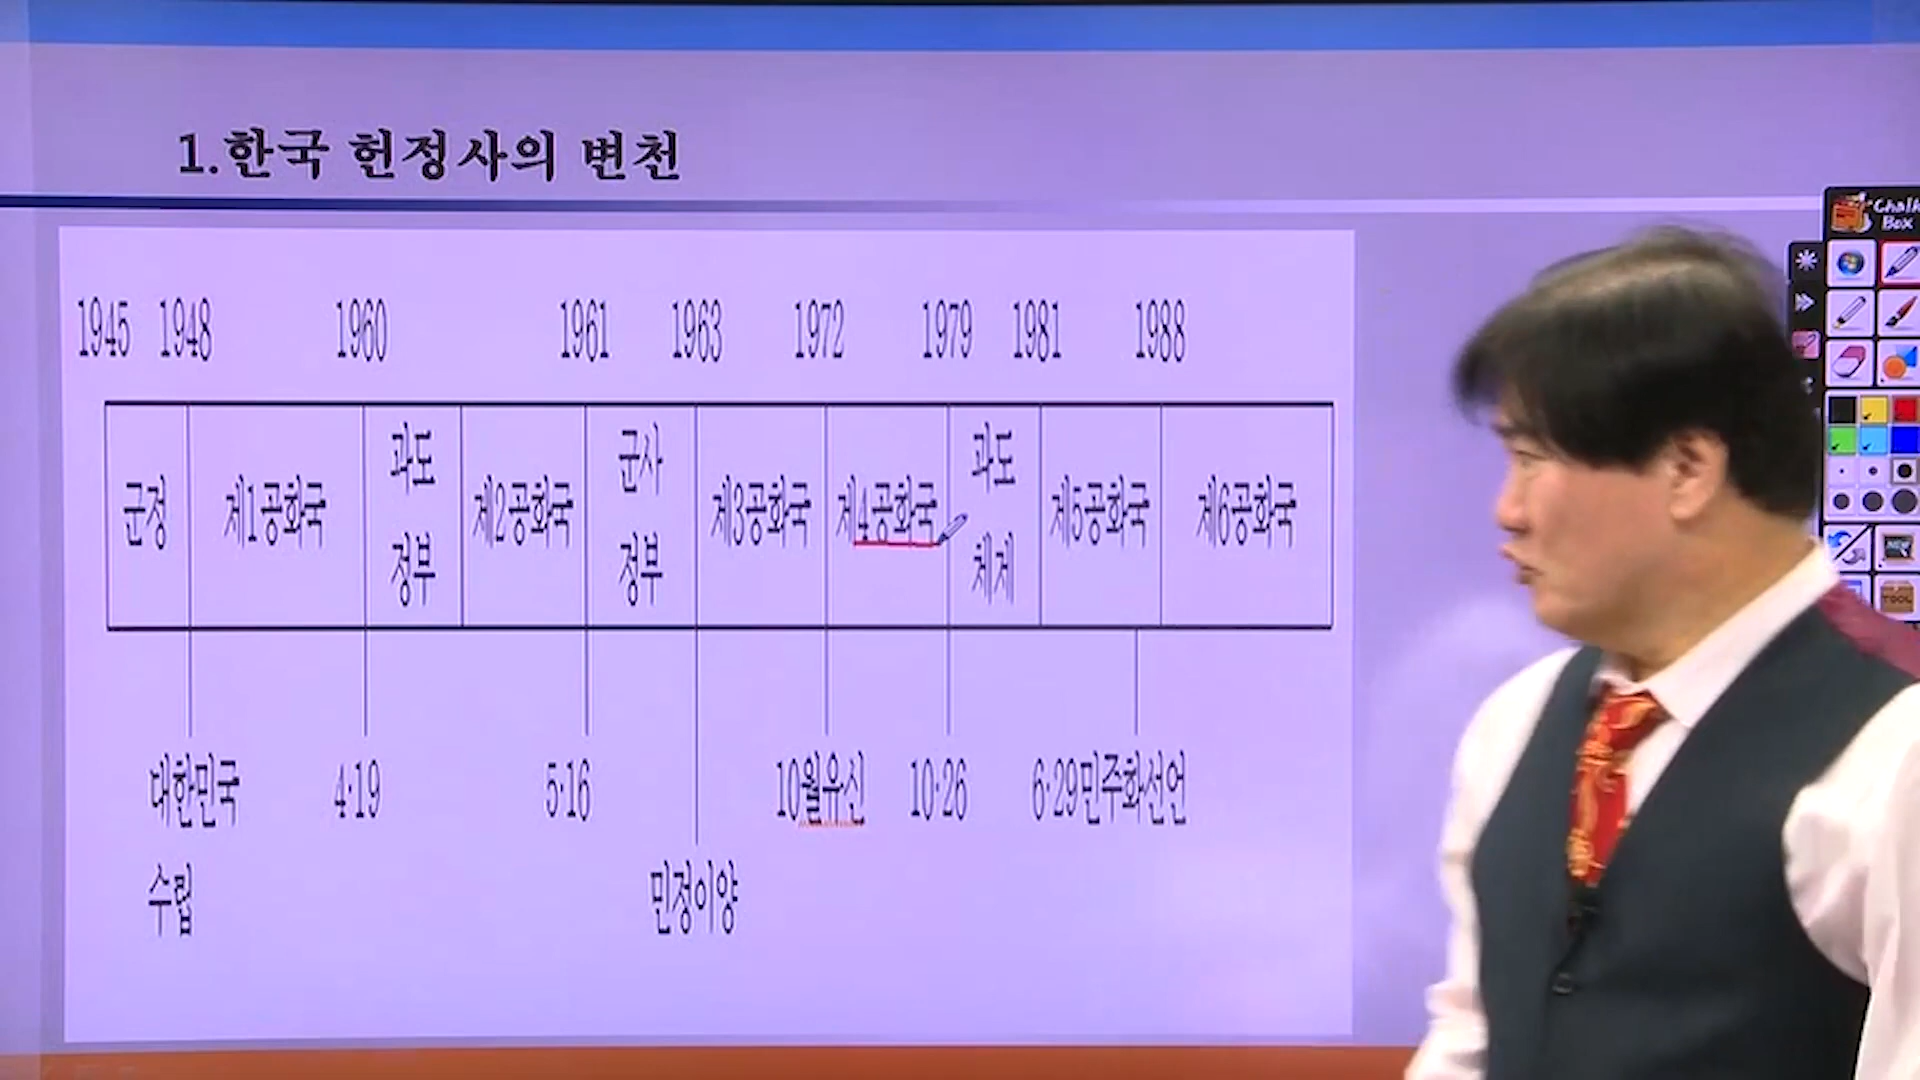 1.한국 헌정사의 변천
1945 1948 1960 1961 1963 1972 1979 1981 1988
군정 제1공화국 과도 정부 제2공화국 군사 정부 제3공화국 제4공화국 과도 체제 제5공화국 제6공화국
대한민국 수립 4·19 5·16 민정이양 10월유신 10·26 6·29민주화선언
Chalk
Box
NEW
TOOL